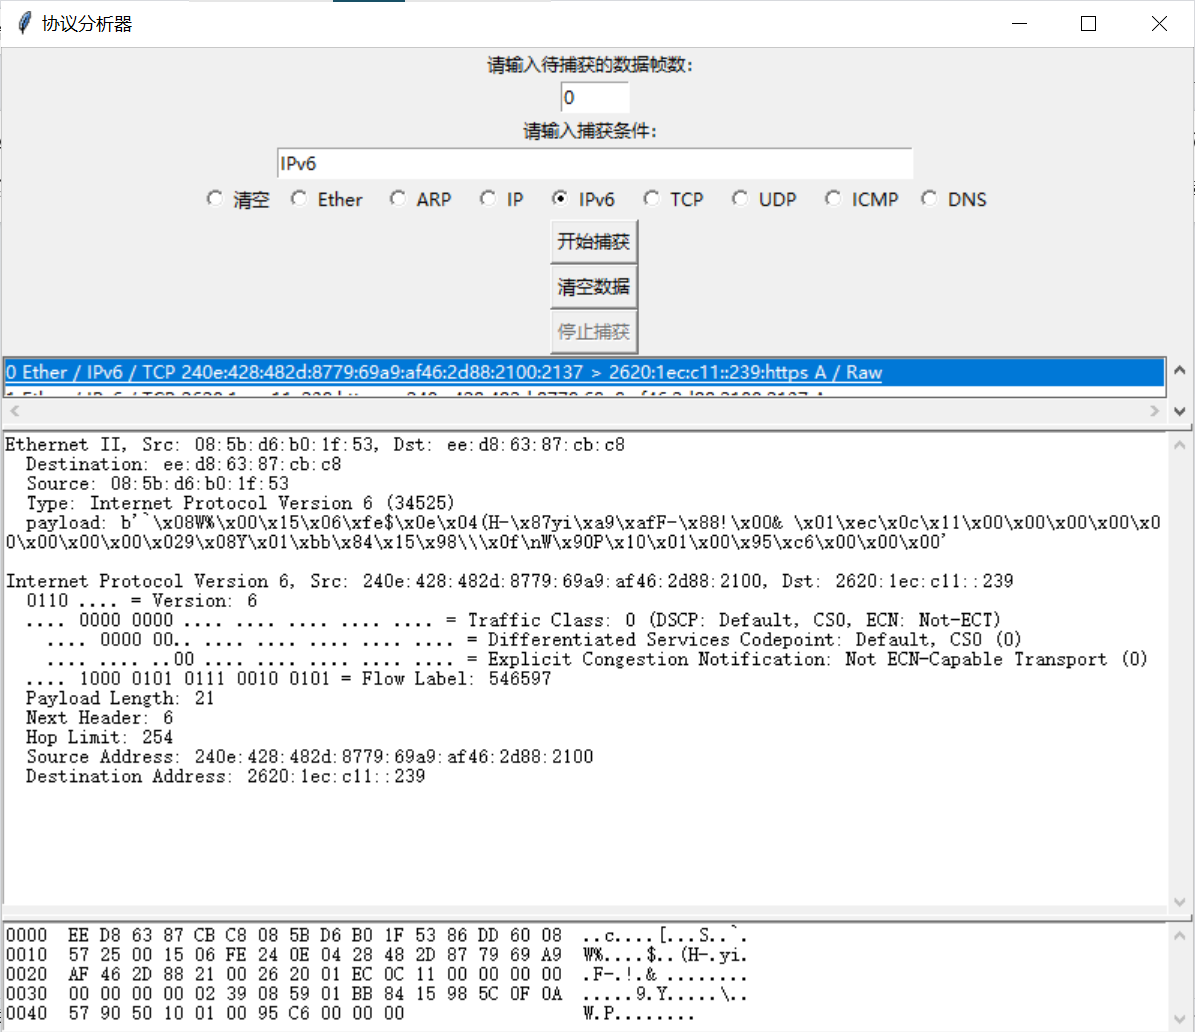 协议分析器
请输入待捕获的数据帧数:
0
请输入捕获条件:
IPv6
清空 Ether ARP IP IPv6 TCP UDP ICMP DNS
开始捕获
清空数据
停止捕获
0 Ether / IPv6 / TCP 240e:428:482d:8779:69a9:af46:2d88:2100:2137 > 2620:1ec:c11::239:https A / Raw
Ethernet II, Src: 08:5b:d6:b0:1f:53, Dst: ee:d8:63:87:cb:c8
  Destination: ee:d8:63:87:cb:c8
  Source: 08:5b:d6:b0:1f:53
  Type: Internet Protocol Version 6 (34525)
  payload: b'`\x08W%\x00\x15\x06\xfe$\x0e\x04(H-\x87yi\xa9\xafF-\x88!\x00& \x01\xec\x0c\x11\x00\x00\x00\x00\x0
0\x00\x00\x00\x029\x08Y\x01\xbb\x84\x15\x98\\\x0f\nW\x90P\x10\x01\x00\x95\xc6\x00\x00\x00'
Internet Protocol Version 6, Src: 240e:428:482d:8779:69a9:af46:2d88:2100, Dst: 2620:1ec:c11::239
  0110 .... = Version: 6
  .... 0000 0000 .... .... .... .... .... = Traffic Class: 0 (DSCP: Default, CS0, ECN: Not-ECT)
    .... 0000 00.. .... .... .... .... .... = Differentiated Services Codepoint: Default, CS0 (0)
    .... .... ..00 .... .... .... .... .... = Explicit Congestion Notification: Not ECN-Capable Transport (0)
  .... 1000 0101 0111 0010 0101 = Flow Label: 546597
  Payload Length: 21
  Next Header: 6
  Hop Limit: 254
  Source Address: 240e:428:482d:8779:69a9:af46:2d88:2100
  Destination Address: 2620:1ec:c11::239
0000  EE D8 63 87 CB C8 08 5B D6 B0 1F 53 86 DD 60 08  ..c....[...S..`.
0010  57 25 00 15 06 FE 24 0E 04 28 48 2D 87 79 69 A9  W%....$..(H-.yi.
0020  AF 46 2D 88 21 00 26 20 01 EC 0C 11 00 00 00 00  .F-.!.& ........
0030  00 00 00 00 02 39 08 59 01 BB 84 15 98 5C 0F 0A  .....9.Y.....\..
0040  57 90 50 10 01 00 95 C6 00 00 00  W.P........